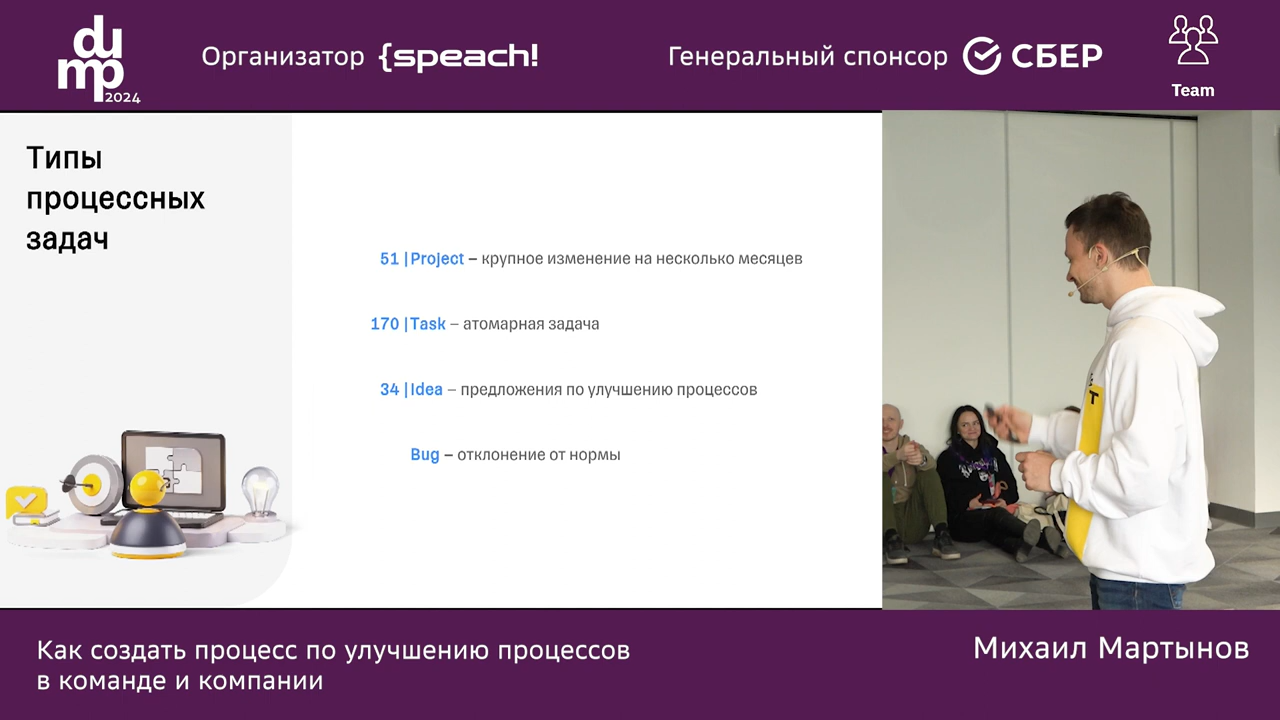 dump
2024
Организатор {speach!
Генеральный спонсор СБЕР
Team
Типы
процессных
задач
51 | Project – крупное изменение на несколько месяцев
170 | Task – атомарная задача
34 | Idea – предложения по улучшению процессов
Bug – отклонение от нормы
Как создать процесс по улучшению процессов
в команде и компании
Михаил Мартынов